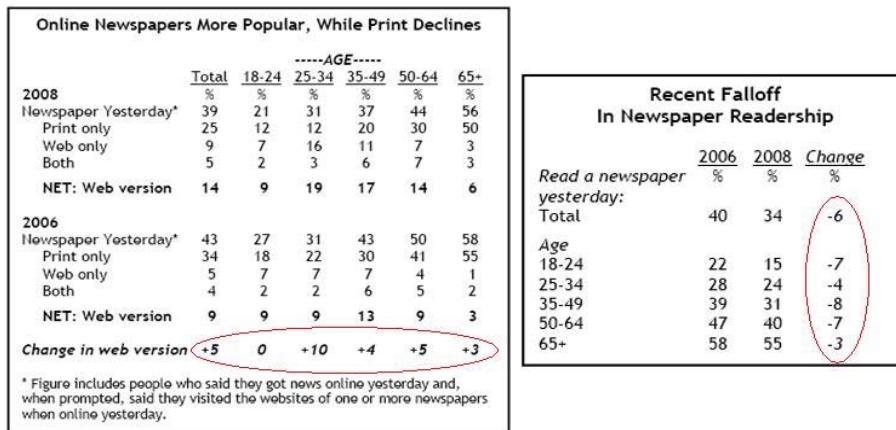 Online Newspapers More Popular, While Print Declines
-----AGE-----
Total 18-24 25-34 35-49 50-64 65+
2008 % % % % % %
Newspaper Yesterday* 39 21 31 37 44 56
Print only 25 12 12 20 30 50
Web only 9 7 16 11 7 3
Both 5 2 3 6 7 3
NET: Web version 14 9 19 17 14 6
2006
Newspaper Yesterday* 43 27 31 43 50 58
Print only 34 18 22 30 41 55
Web only 5 7 7 7 4 1
Both 4 2 2 6 5 2
NET: Web version 9 9 9 13 9 3
Change in web version +5 0 +10 +4 +5 +3
* Figure includes people who said they got news online yesterday and,
when prompted, said they visited the websites of one or more newspapers
when online yesterday.
Recent Falloff
In Newspaper Readership
2006 2008 Change
Read a newspaper % % %
yesterday:
Total 40 34 -6
Age
18-24 22 15 -7
25-34 28 24 -4
35-49 39 31 -8
50-64 47 40 -7
65+ 58 55 -3